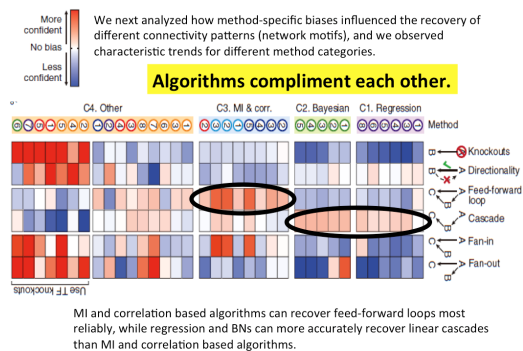 More
confident
No bias
Less
confident
We next analyzed how method-specific biases influenced the recovery of
different connectivity patterns (network motifs), and we observed
characteristic trends for different method categories.
Algorithms compliment each other.
C4. Other C3. MI & corr. C2. Bayesian C1. Regression
Method
Knockouts
Directionality
Feed-forward
loop
Cascade
Fan-in
Fan-out
Use TF knockouts
MI and correlation based algorithms can recover feed-forward loops most
reliably, while regression and BNs can more accurately recover linear cascades
than MI and correlation based algorithms.